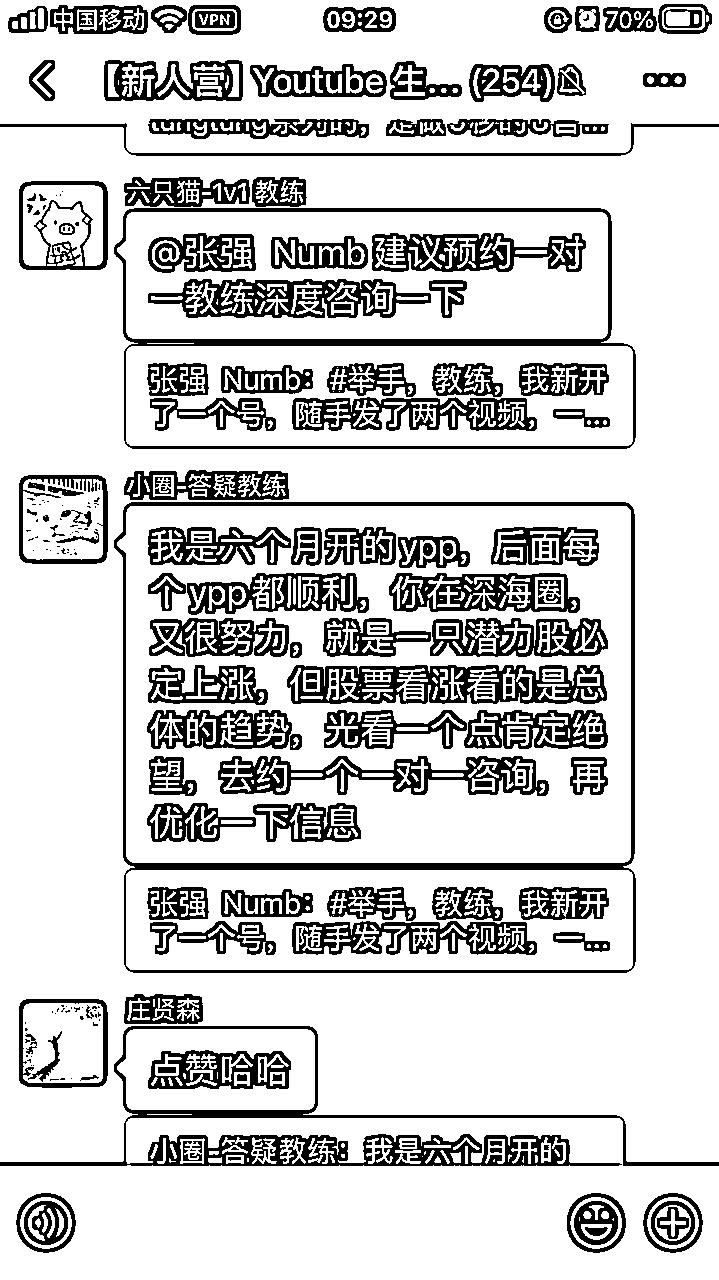 中国移动 VPN 09:29 70%
【新人营】Youtube 生... (254)
六只猫-1v1 教练
@张强 Numb 建议预约一对
一教练深度咨询一下
张强 Numb：#举手，教练，我新开
了一个号，随手发了两个视频，一...
小圈-答疑教练
我是六个月开的 ypp，后面每
个 ypp 都顺利，你在深海圈，
又很努力，就是一只潜力股必
定上涨，但股票看涨看的是总
体的趋势，光看一个点肯定绝
望，去约一个一对一咨询，再
优化一下信息
张强 Numb：#举手，教练，我新开
了一个号，随手发了两个视频，一...
庄贤森
点赞哈哈
小圈-答疑教练：我是六个月开的